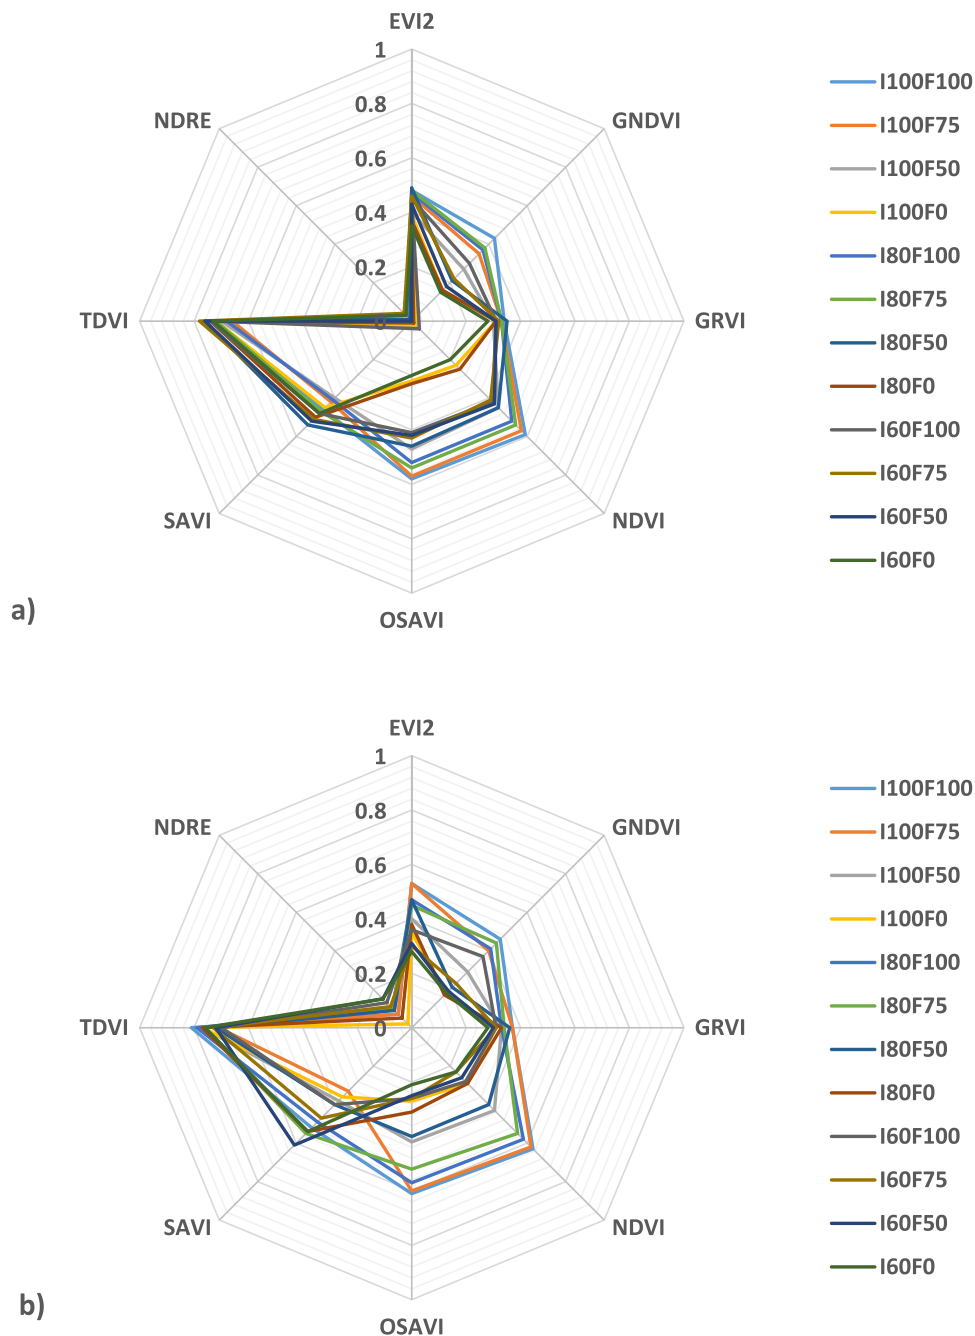 EVI2
1
NDRE
0.8
GNDVI
0.6
0.4
0.2
TDVI
0
GRVI
SAVI
NDVI
OSAVI
I100F100
I100F75
I100F50
I100F0
I80F100
I80F75
I80F50
I80F0
I60F100
I60F75
I60F50
I60F0
a)
EVI2
1
NDRE
0.8
GNDVI
0.6
0.4
0.2
TDVI
0
GRVI
SAVI
NDVI
OSAVI
I100F100
I100F75
I100F50
I100F0
I80F100
I80F75
I80F50
I80F0
I60F100
I60F75
I60F50
I60F0
b)